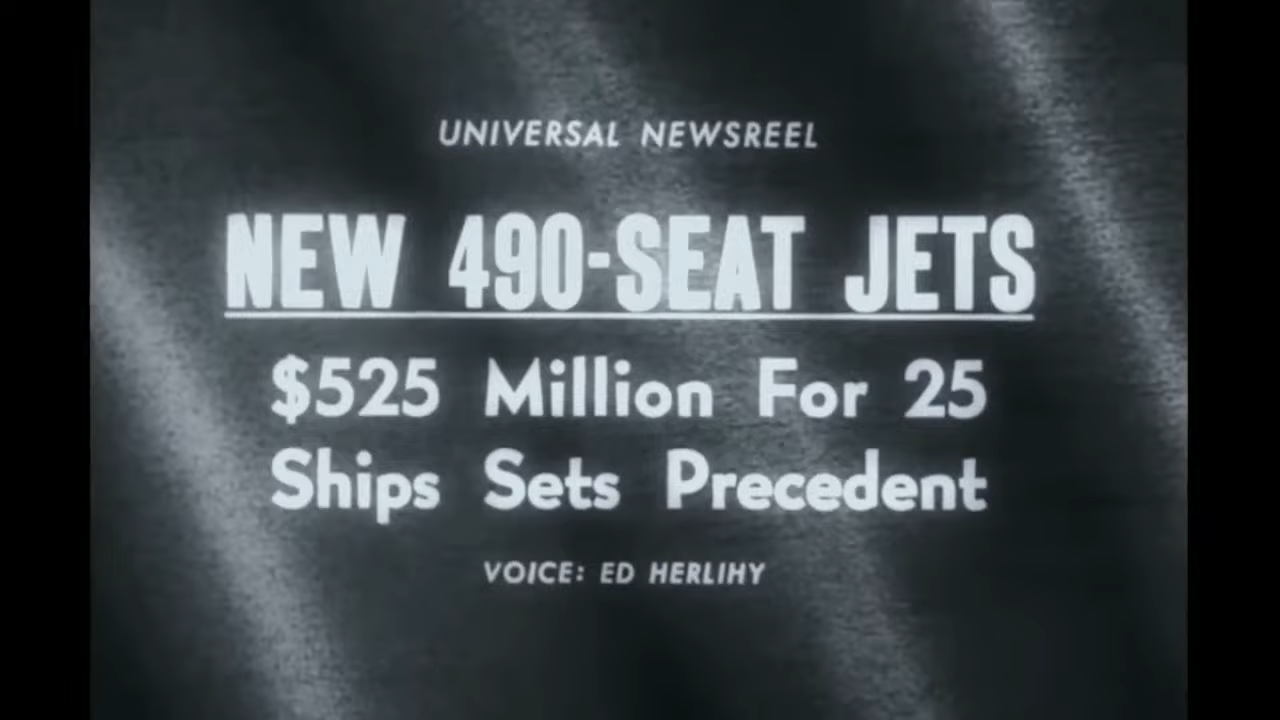 UNIVERSAL NEWSREEL
NEW 490-SEAT JETS
$525 Million For 25
Ships Sets Precedent
VOICE: ED HERLIHY